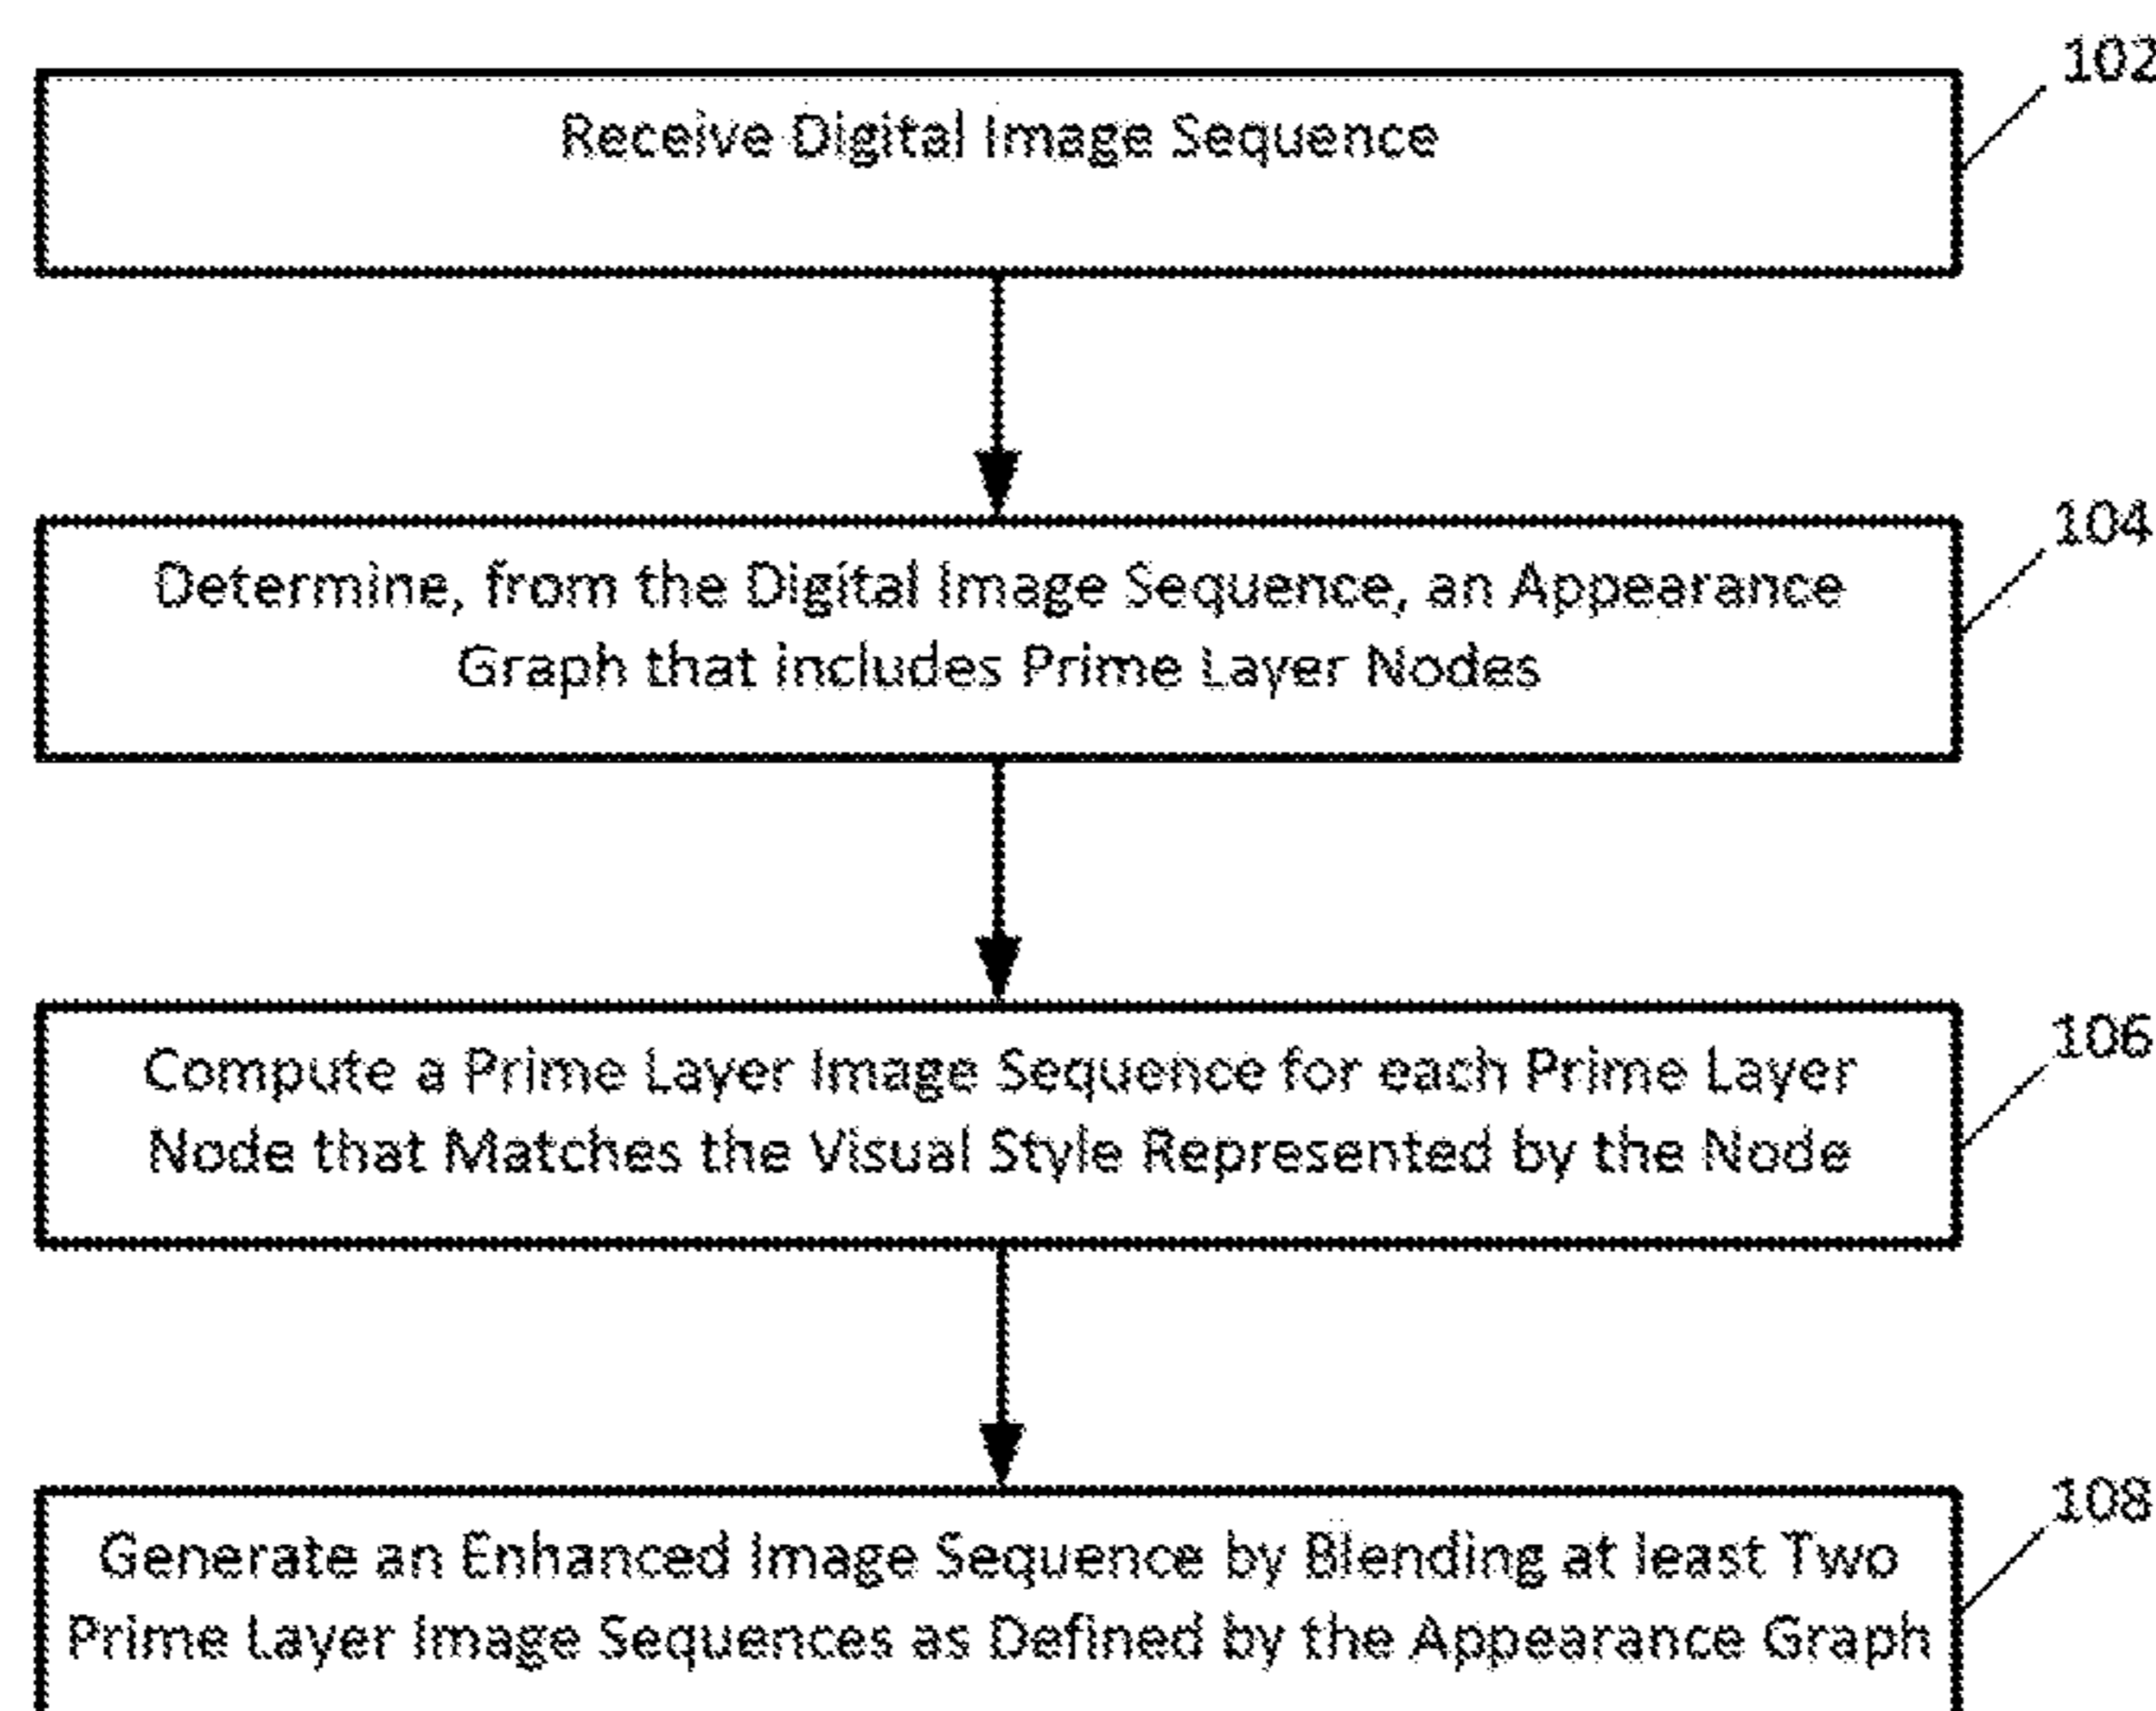 102
Receive Digital Image Sequence
104
Determine, from the Digital Image Sequence, an Appearance
Graph that includes Prime Layer Nodes
106
Compute a Prime Layer Image Sequence for each Prime Layer
Node that Matches the Visual Style Represented by the Node
108
Generate an Enhanced Image Sequence by Blending at least Two
Prime Layer Image Sequences as Defined by the Appearance Graph